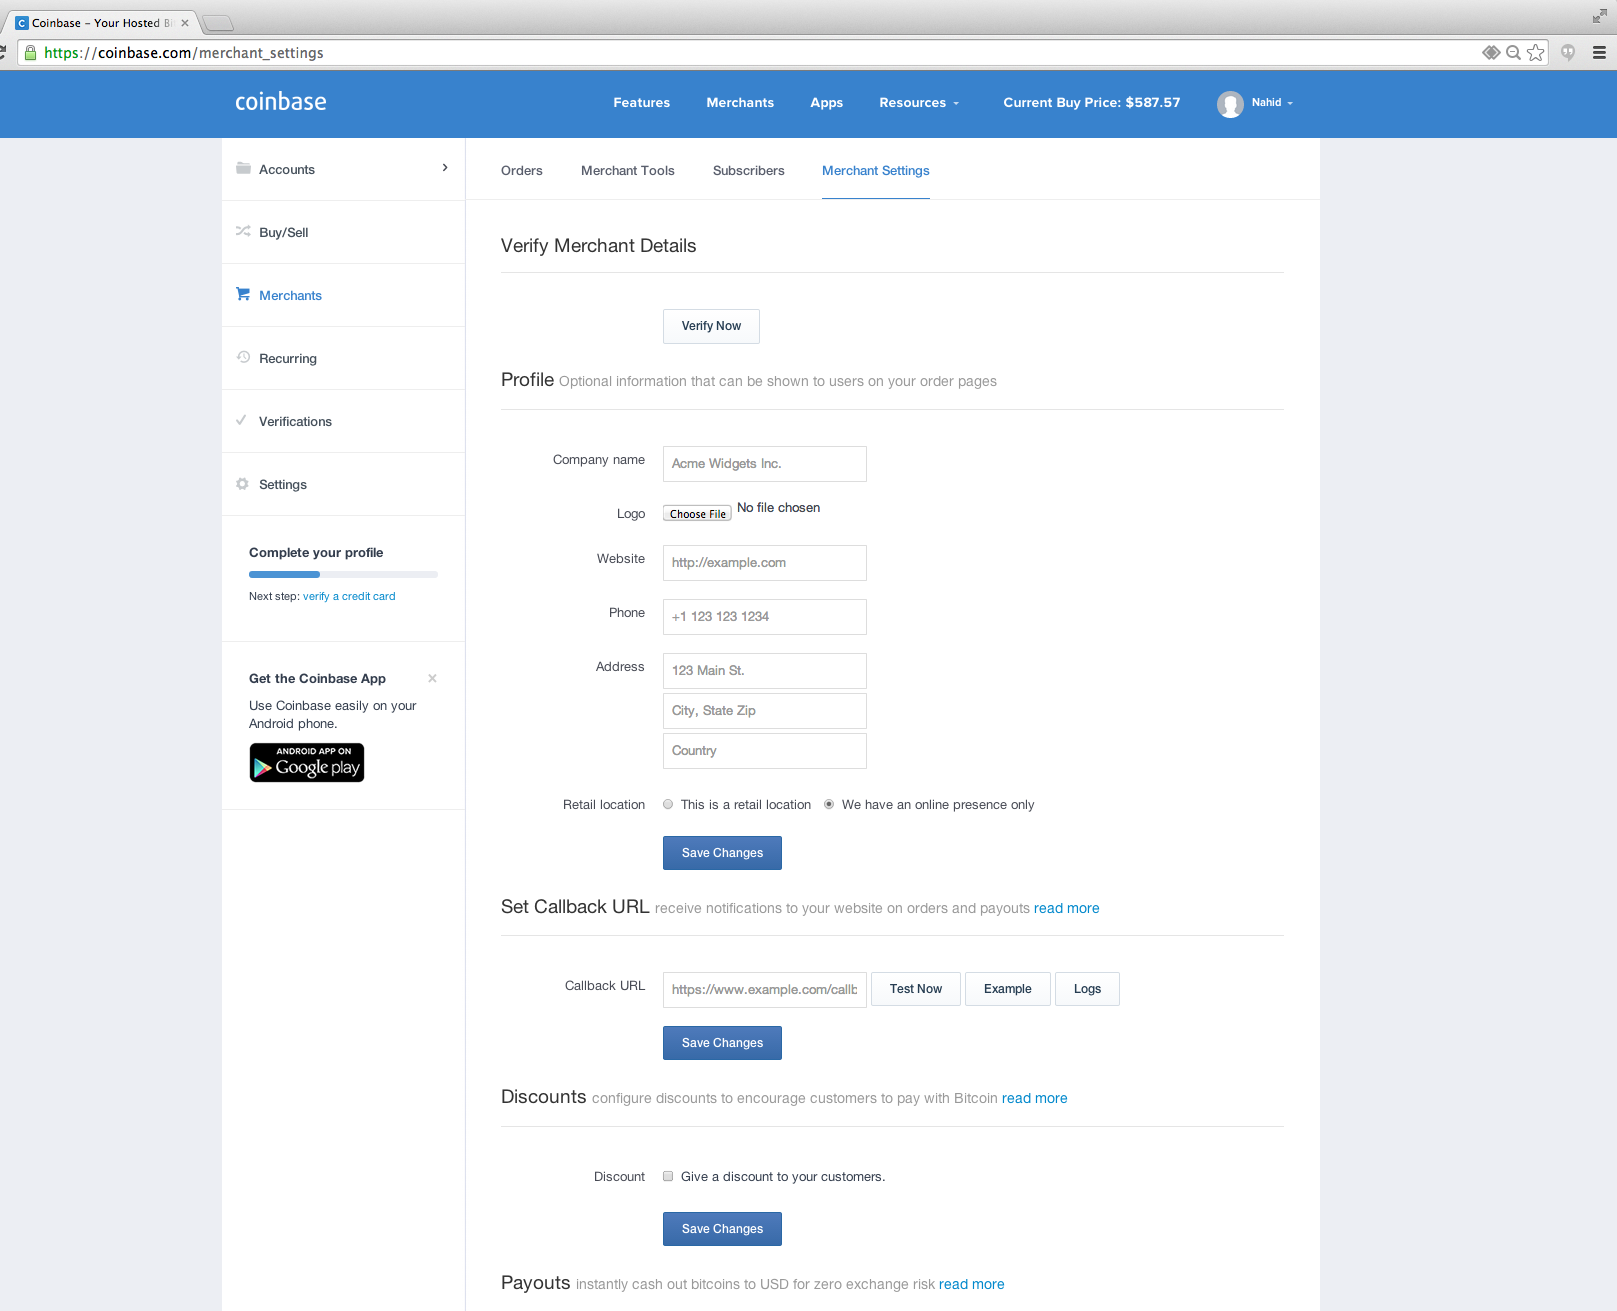 Coinbase – Your Hosted Bi
https://coinbase.com/merchant_settings
coinbase
Features Merchants Apps Resources Current Buy Price: $587.57 Nahid
Accounts
Buy/Sell
Merchants
Recurring
Verifications
Settings
Complete your profile
Next step: verify a credit card
Get the Coinbase App
Use Coinbase easily on your
Android phone.
ANDROID APP ON
Google play
Orders Merchant Tools Subscribers Merchant Settings
Verify Merchant Details
Verify Now
Profile Optional information that can be shown to users on your order pages
Company name Acme Widgets Inc.
Logo Choose File No file chosen
Website http://example.com
Phone +1 123 123 1234
Address 123 Main St.
City, State Zip
Country
Retail location This is a retail location We have an online presence only
Save Changes
Set Callback URL receive notifications to your website on orders and payouts read more
Callback URL https://www.example.com/callb Test Now Example Logs
Save Changes
Discounts configure discounts to encourage customers to pay with Bitcoin read more
Discount Give a discount to your customers.
Save Changes
Payouts instantly cash out bitcoins to USD for zero exchange risk read more